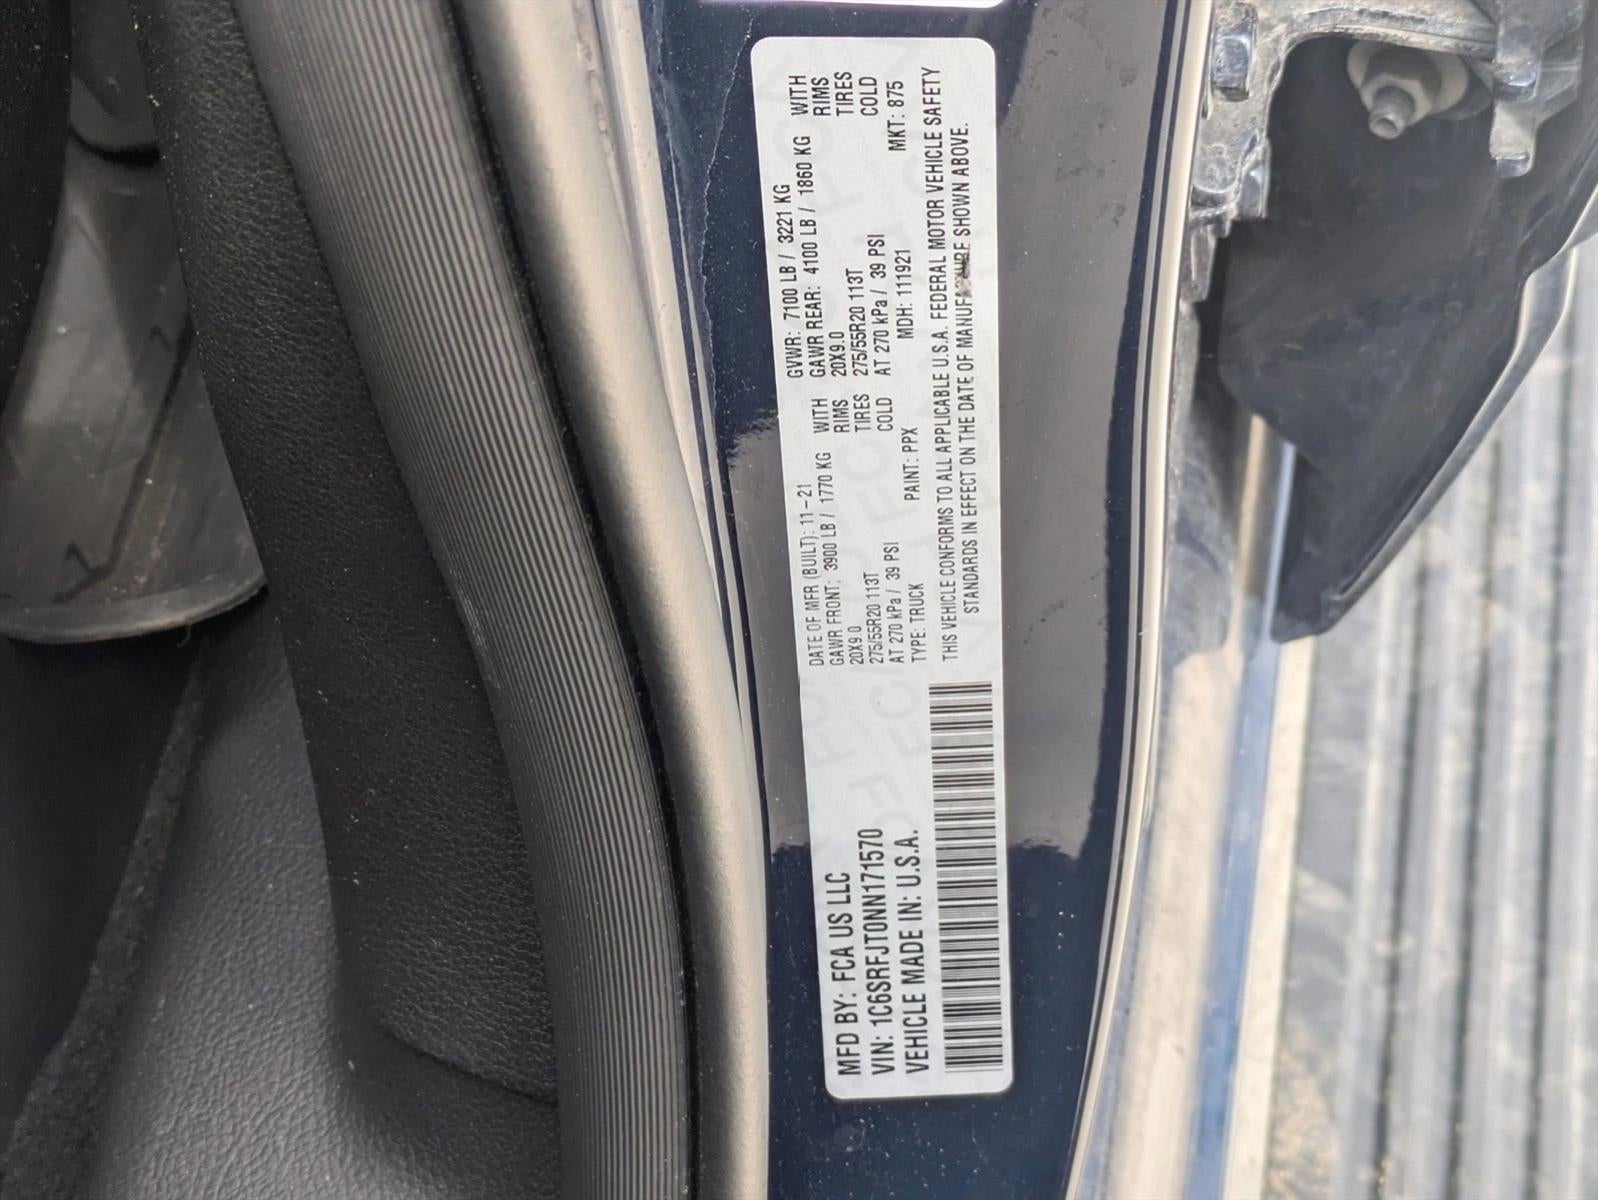 MFD BY: FCA US LLC
VIN: 1C6SRFJT0NN171570
VEHICLE MADE IN: U.S.A.
DATE OF MFR (BUILT): 11-21 GVWR: 7100 LB / 3221 KG
GAWR FRONT: 3900 LB / 1770 KG WITH GAWR REAR: 4100 LB / 1860 KG WITH
20X9.0 RIMS 20X9.0 RIMS
275/55R20 113T TIRES 275/55R20 113T TIRES
AT 270 kPa / 39 PSI COLD AT 270 kPa / 39 PSI COLD
TYPE: TRUCK PAINT: PPX MDH: 111921 MKT: 875
THIS VEHICLE CONFORMS TO ALL APPLICABLE U.S.A. FEDERAL MOTOR VEHICLE SAFETY
STANDARDS IN EFFECT ON THE DATE OF MANUFACTURE SHOWN ABOVE.